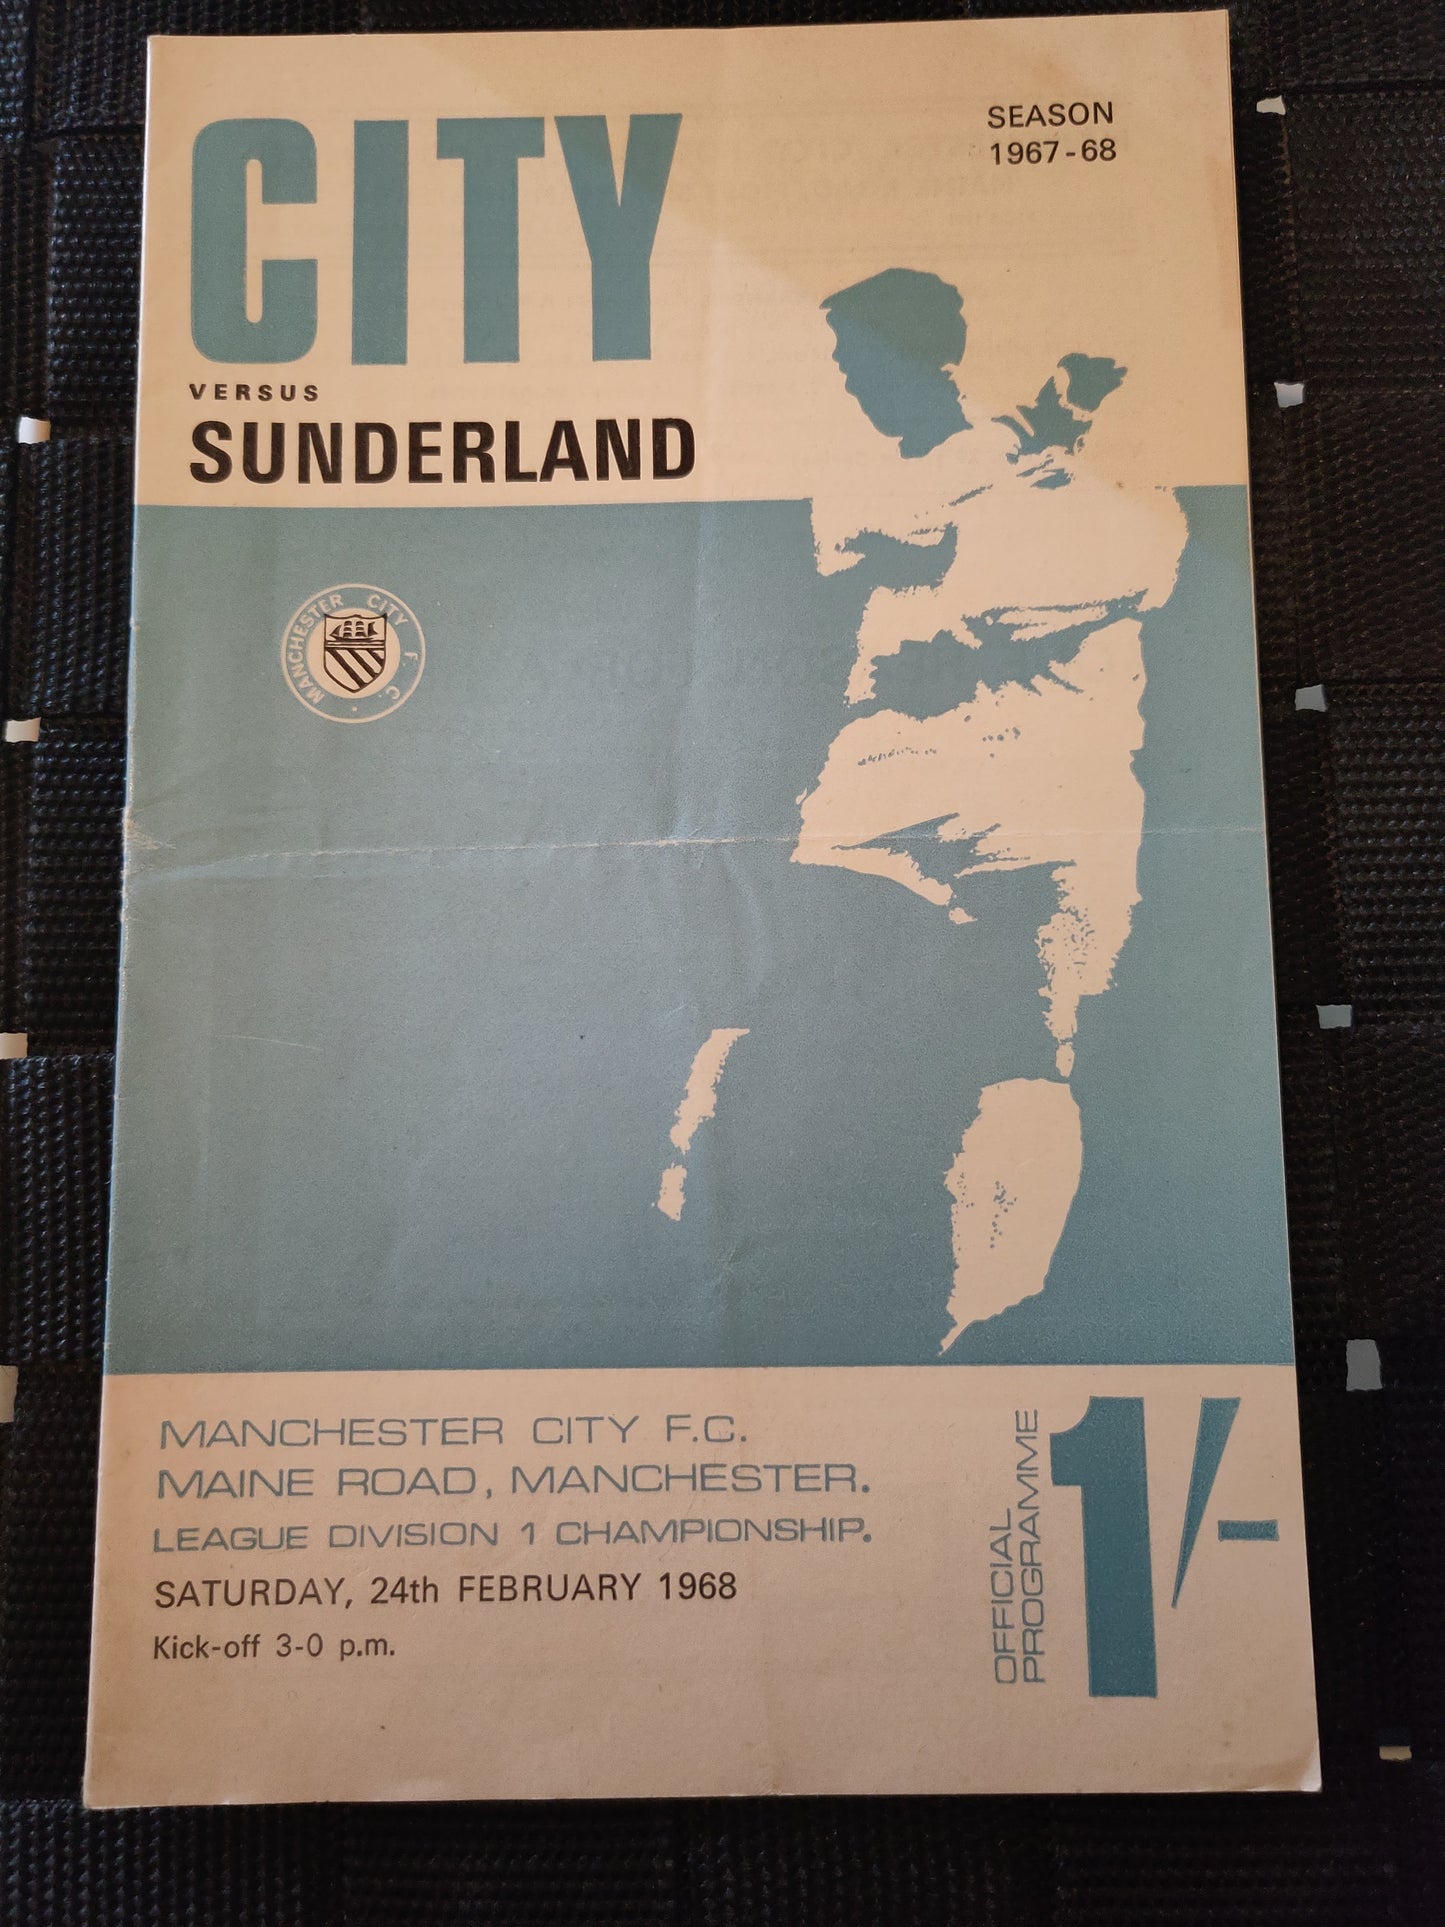 CITY
SEASON
1967-68
VERSUS
SUNDERLAND
MANCHESTER CITY F.C.
MANCHESTER CITY F.C.
MAINE ROAD, MANCHESTER.
LEAGUE DIVISION 1 CHAMPIONSHIP.
SATURDAY, 24th FEBRUARY 1968
Kick-off 3-0 p.m.
OFFICIAL
PROGRAMME
1/-